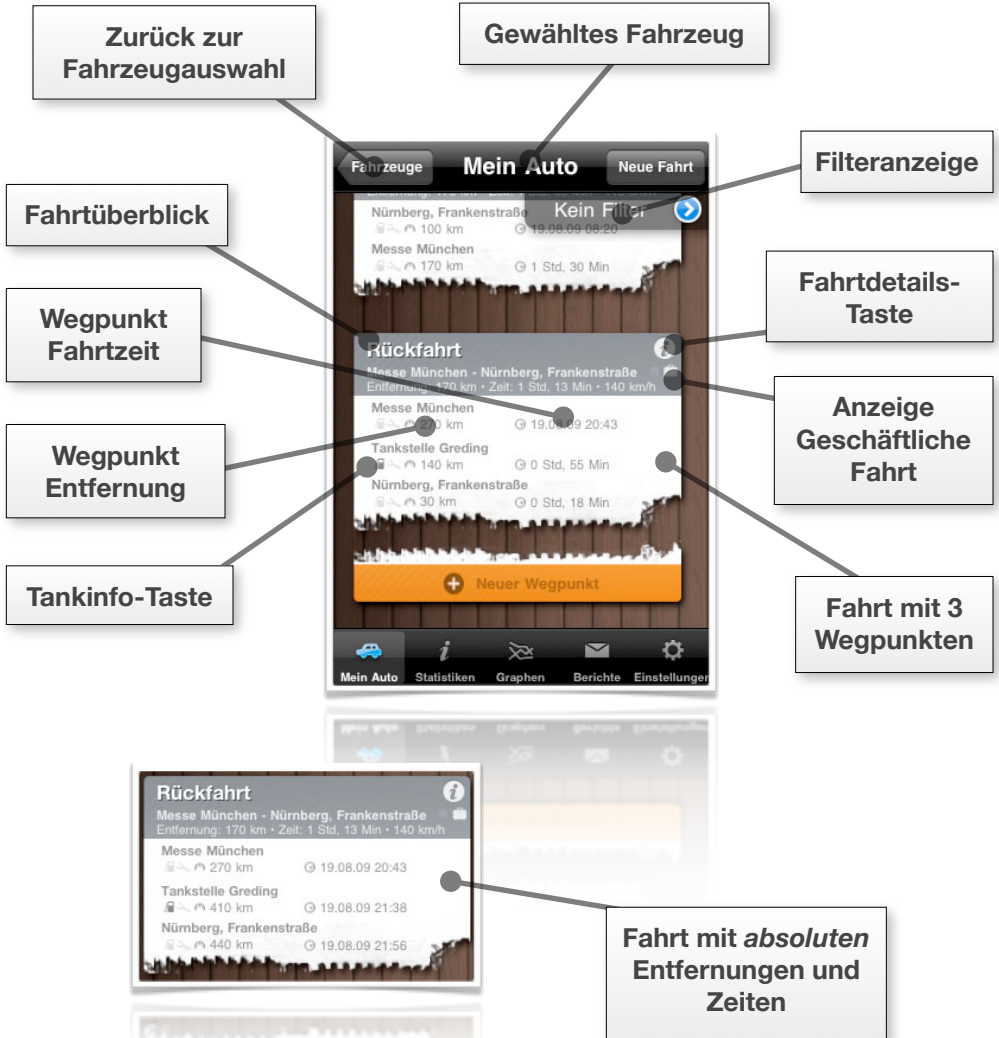 Zurück zur
Fahrzeugauswahl
Gewähltes Fahrzeug
Filteranzeige
Fahrtüberblick
Fahrtdetails-
Taste
Wegpunkt
Fahrtzeit
Anzeige
Geschäftliche
Fahrt
Wegpunkt
Entfernung
Tankinfo-Taste
Fahrt mit 3
Wegpunkten
Fahrzeuge
Mein Auto
Neue Fahrt
Kein Filter
Nürnberg, Frankenstraße
100 km 19.08.09 08:20
Messe München
170 km 1 Std, 30 Min
Rückfahrt
Messe München - Nürnberg, Frankenstraße
Entfernung: 170 km • Zeit: 1 Std, 13 Min • 140 km/h
Messe München
270 km 19.08.09 20:43
Tankstelle Greding
140 km 0 Std, 55 Min
Nürnberg, Frankenstraße
30 km 0 Std, 18 Min
Neuer Wegpunkt
Mein Auto Statistiken Graphen Berichte Einstellungen
Rückfahrt
Messe München - Nürnberg, Frankenstraße
Entfernung: 170 km • Zeit: 1 Std, 13 Min • 140 km/h
Messe München
270 km 19.08.09 20:43
Tankstelle Greding
410 km 19.08.09 21:38
Nürnberg, Frankenstraße
440 km 19.08.09 21:56
Fahrt mit absoluten
Entfernungen und
Zeiten